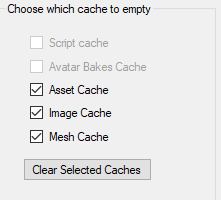 Choose which cache to empty
Script cache
Avatar Bakes Cache
Asset Cache
Image Cache
Mesh Cache
Clear Selected Caches